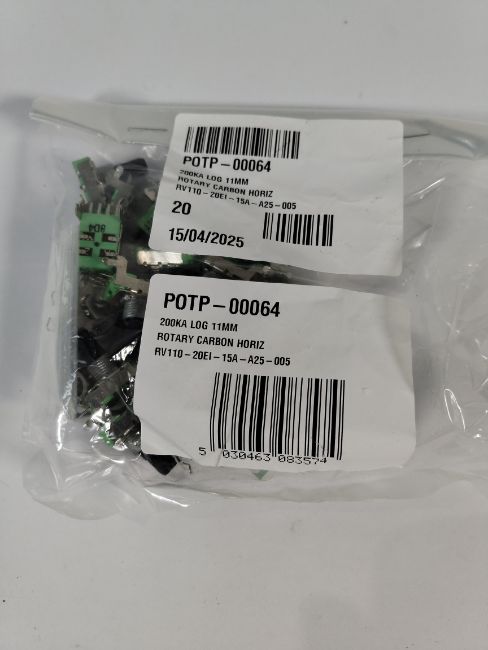 POTP-00064
200KA LOG 11MM
ROTARY CARBON HORIZ
RV110-20EI-15A-A25-005
20
15/04/2025
POTP-00064
200KA LOG 11MM
ROTARY CARBON HORIZ
RV110-20EI-15A-A25-005
5 030463 083574
804